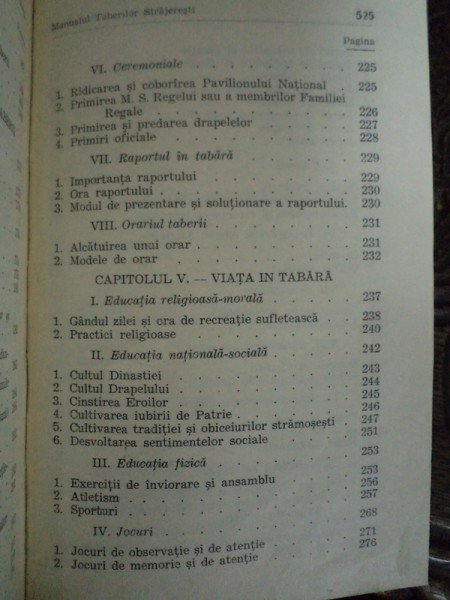 Manualul Taberilor Străjerești 525
Pagina
VI. Ceremoniale . . . . . . . . 225
1. Ridicarea și coborîrea Pavilionului Național . 225
2. Primirea M. S. Regelui sau a membrilor Familiei
Regale . . . . . . . . 226
3. Primirea și predarea drapelelor . . . . 227
4. Primiri oficiale . . . . . . . . 228
VII. Raportul in tabără . . . . . 229
1. Importanța raportului . . . . . . 229
2. Ora raportului . . . . . . . . 230
3. Modul de prezentare și soluționare a raportului. 230
VIII. Orariul taberii . . . . . . 231
1. Alcătuirea unui orar . . . . . . . 231
2. Modele de orar . . . . . . . . 232
CAPITOLUL V. — VIAȚA IN TABĂRĂ
I. Educația religioasă-morală . . . . 237
1. Gândul zilei și ora de recreație sufletească . . 238
2. Practici religioase . . . . . . . 240
II. Educația națională-socială . . . . 242
1. Cultul Dinastiei . . . . . . . . 243
2. Cultul Drapelului . . . . . . . 244
3. Cinstirea Eroilor . . . . . . . 245
4. Cultivarea iubirii de Patrie . . . . . 246
5. Cultivarea tradiției și obiceiurilor strămoșești . 247
6. Desvoltarea sentimentelor sociale . . . . 251
III. Educația fizică . . . . . . . 253
1. Exerciții de înviorare și ansamblu . . . 253
2. Atletism . . . . . . . . . 256
3. Sporturi . . . . . . . . . 257
IV. Jocuri . . . . . . . . . 268
1. Jocuri de observație și de atenție . . . 271
2. Jocuri de memorie și de atenție . . . . 276